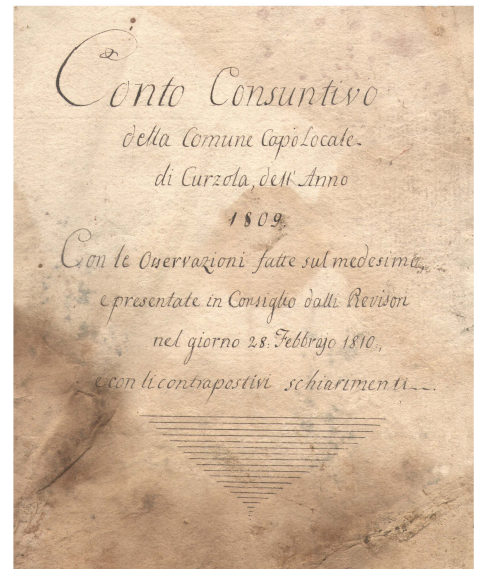 Conto Consuntivo
della Comune Capo Locale
di Curzola, dell' Anno
1809.
Con le Osservazioni fatte sul medesimo,
e presentate in Consiglio dalli Revisori
nel giorno 28: Febbrajo 1810.,
e con li contrapostivi schiarimenti